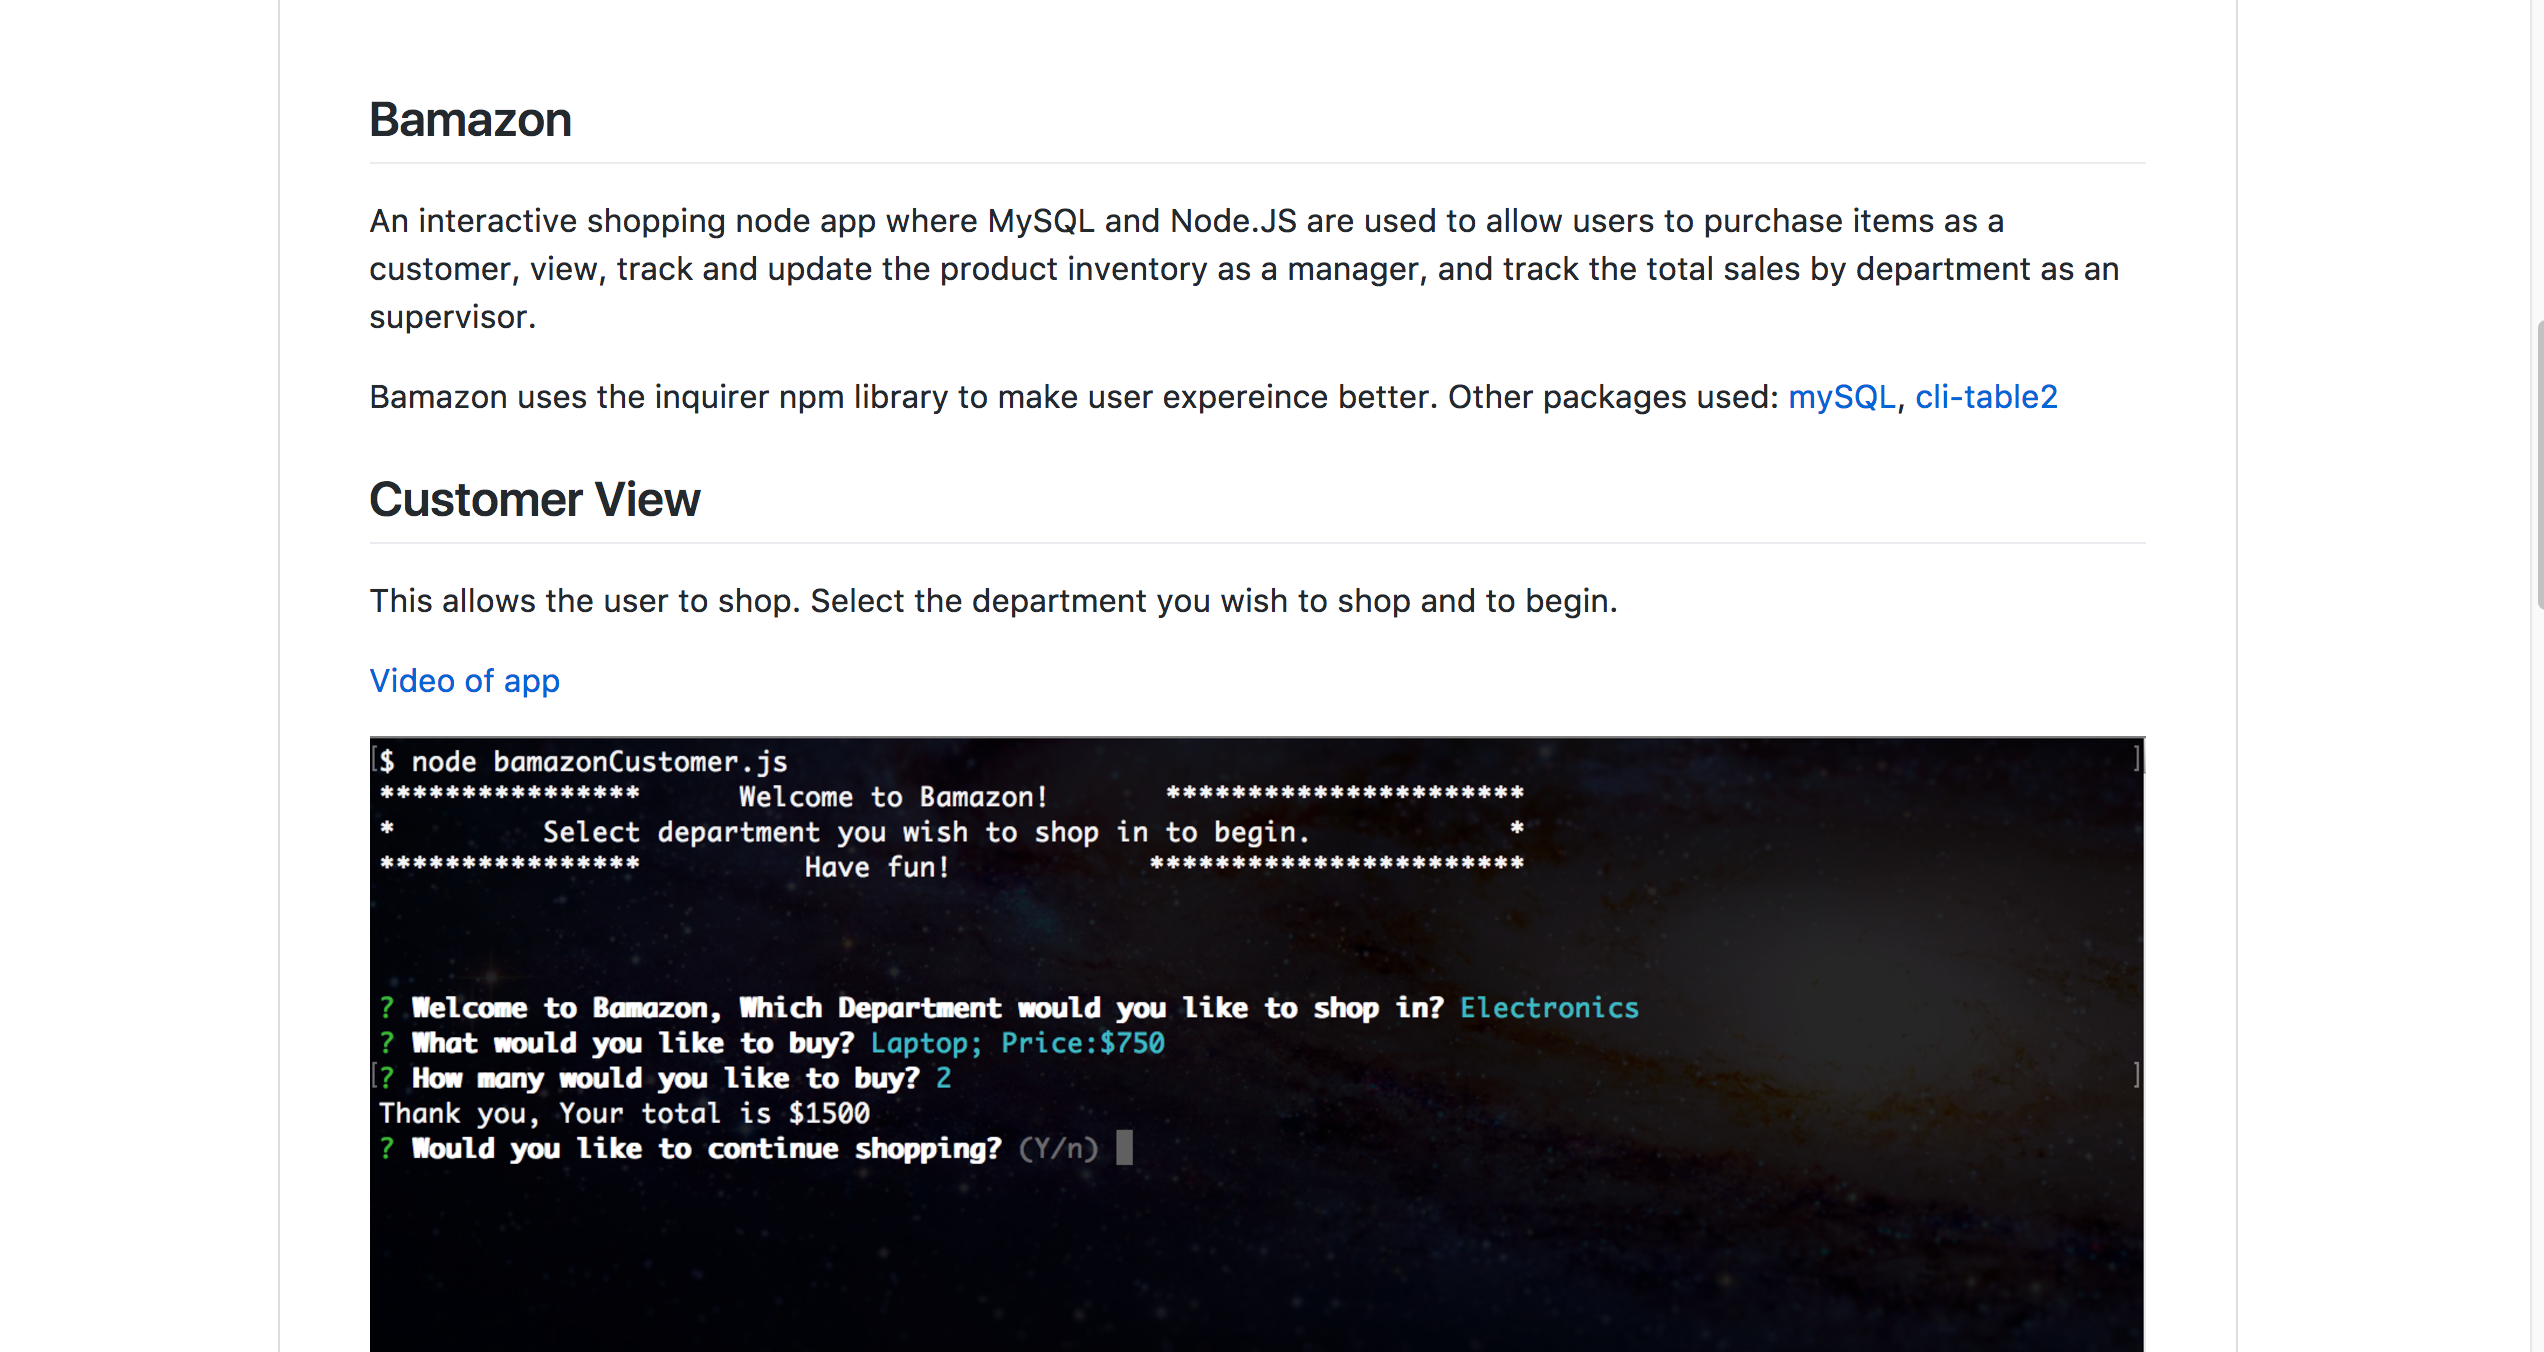 Bamazon
An interactive shopping node app where MySQL and Node.JS are used to allow users to purchase items as a
customer, view, track and update the product inventory as a manager, and track the total sales by department as an
supervisor.
Bamazon uses the inquirer npm library to make user expereince better. Other packages used: mySQL, cli-table2
Customer View
This allows the user to shop. Select the department you wish to shop and to begin.
Video of app
[$ node bamazonCustomer.js ]
**************** Welcome to Bamazon! **********************
* Select department you wish to shop in to begin. *
**************** Have fun! ***********************
? Welcome to Bamazon, Which Department would you like to shop in? Electronics
? What would you like to buy? Laptop; Price:$750
[? How many would you like to buy? 2 ]
Thank you, Your total is $1500
? Would you like to continue shopping? (Y/n)